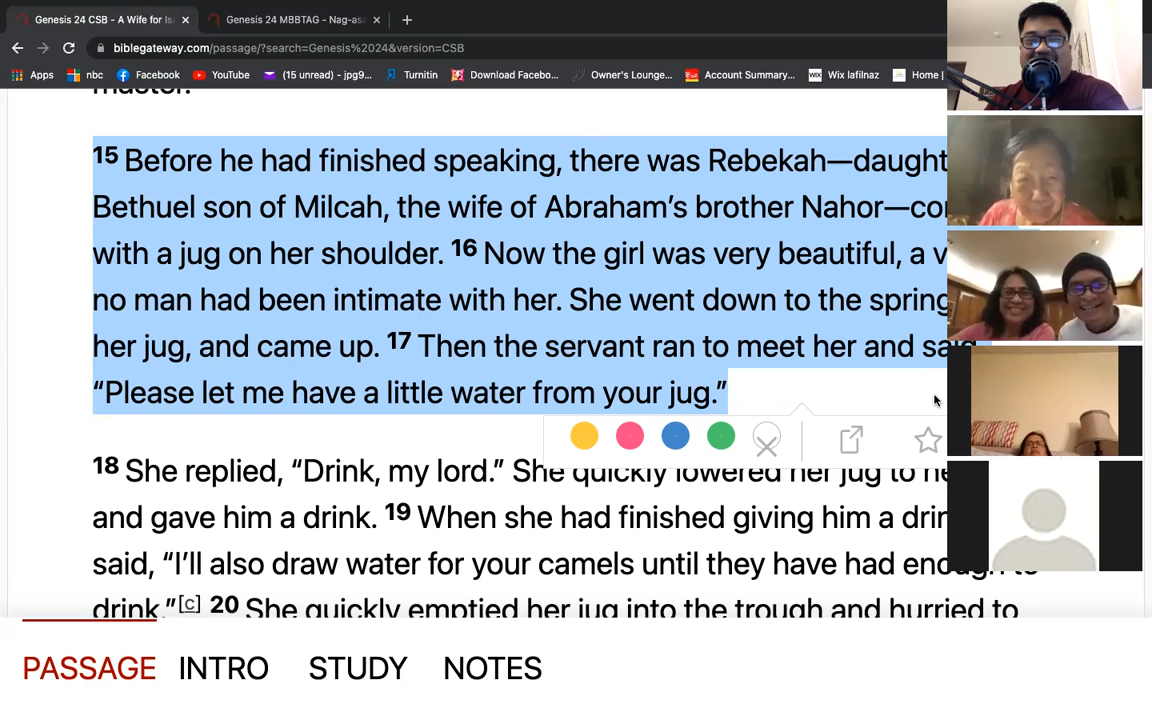 Genesis 24 CSB - A Wife for Isa
Genesis 24 MBBTAG - Nag-asa
biblegateway.com/passage/?search=Genesis%2024&version=CSB
Apps nbc Facebook YouTube (15 unread) - jpg9... Turnitin Download Facebo... Owner's Lounge... Account Summary... WIX Wix lafilnaz Home |
master.
15 Before he had finished speaking, there was Rebekah—daught
Bethuel son of Milcah, the wife of Abraham's brother Nahor—co
with a jug on her shoulder. 16 Now the girl was very beautiful, a v
no man had been intimate with her. She went down to the spring
her jug, and came up. 17 Then the servant ran to meet her and said,
“Please let me have a little water from your jug.”
18 She replied, “Drink, my lord.” She quickly lowered her jug to he
and gave him a drink. 19 When she had finished giving him a drin
said, “I'll also draw water for your camels until they have had enough to
drink.”[c] 20 She quickly emptied her jug into the trough and hurried to
PASSAGE INTRO STUDY NOTES